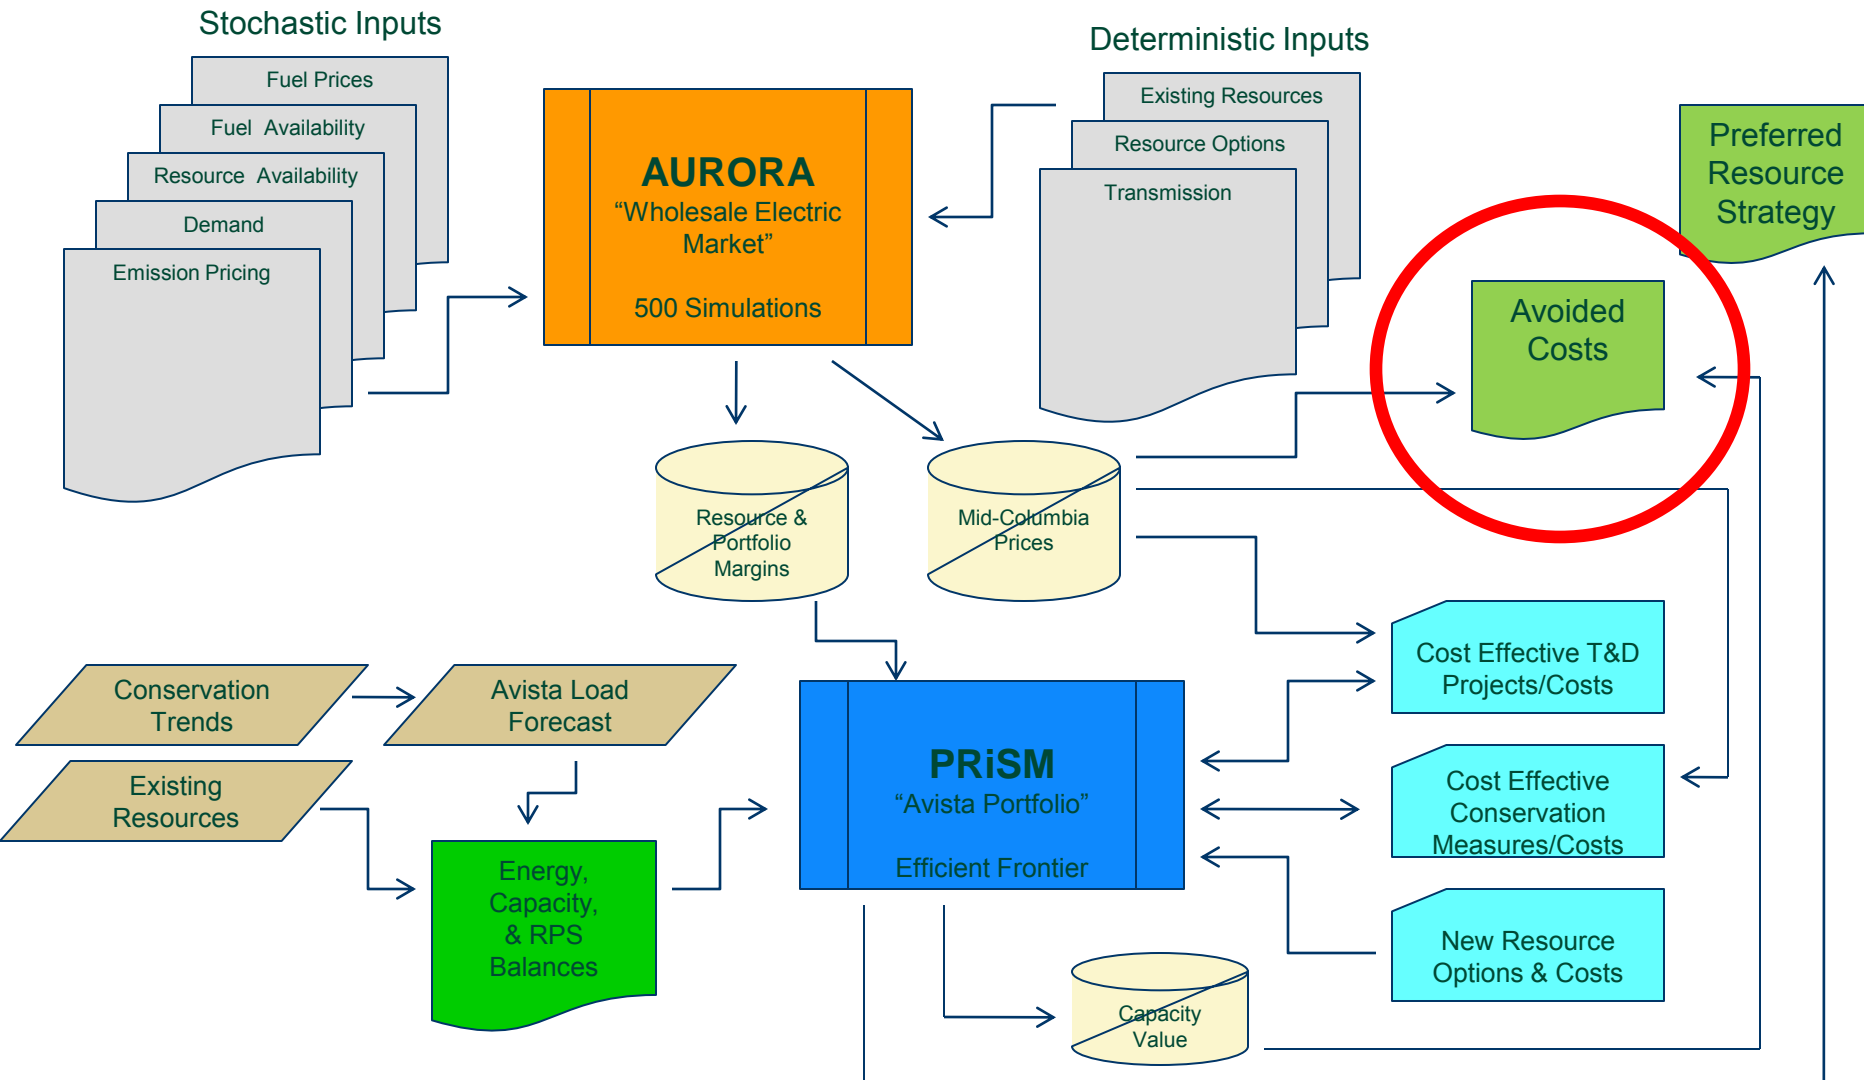 Stochastic Inputs
Fuel Prices
Fuel Availability
Resource Availability
Demand
Emission Pricing
AURORA
“Wholesale Electric
Market”
500 Simulations
Deterministic Inputs
Existing Resources
Resource Options
Transmission
Preferred
Resource
Strategy
Avoided
Costs
Resource &
Portfolio
Margins
Mid-Columbia
Prices
Conservation
Trends
Avista Load
Forecast
Existing
Resources
Energy,
Capacity,
& RPS
Balances
PRiSM
“Avista Portfolio”
Efficient Frontier
Cost Effective T&D
Projects/Costs
Cost Effective
Conservation
Measures/Costs
New Resource
Options & Costs
Capacity
Value